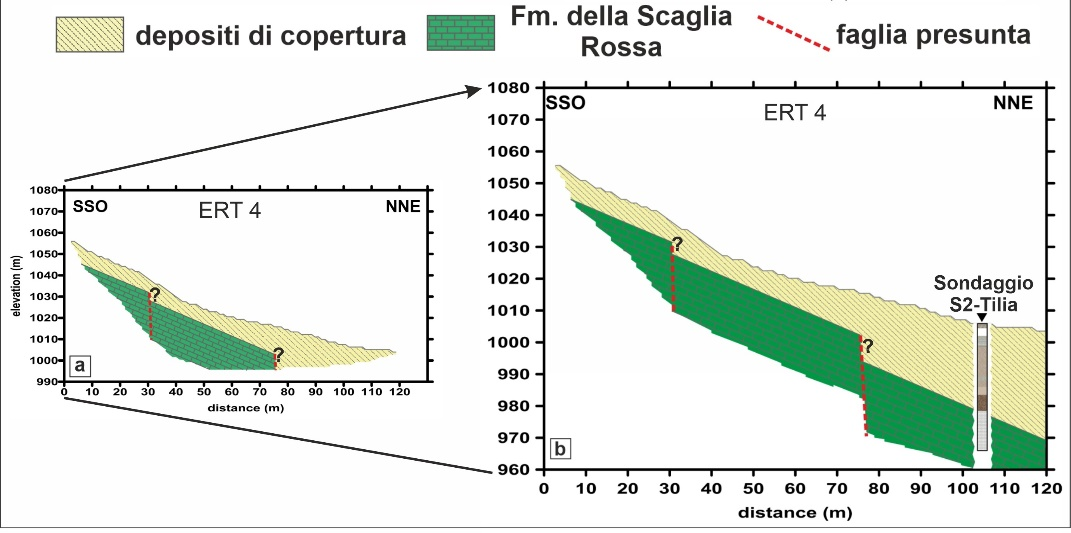 depositi di copertura
Fm. della Scaglia
Rossa
faglia presunta
1080
1070
1060
1050
1040
1030
1020
1010
1000
990
980
970
960
SSO
ERT 4
NNE
?
?
Sondaggio
S2-Tilia
b
0 10 20 30 40 50 60 70 80 90 100 110 120
distance (m)
1080
1070
1060
1050
1040
1030
1020
1010
1000
990
elevation (m)
SSO
ERT 4
NNE
?
?
a
0 10 20 30 40 50 60 70 80 90 100 110 120
distance (m)